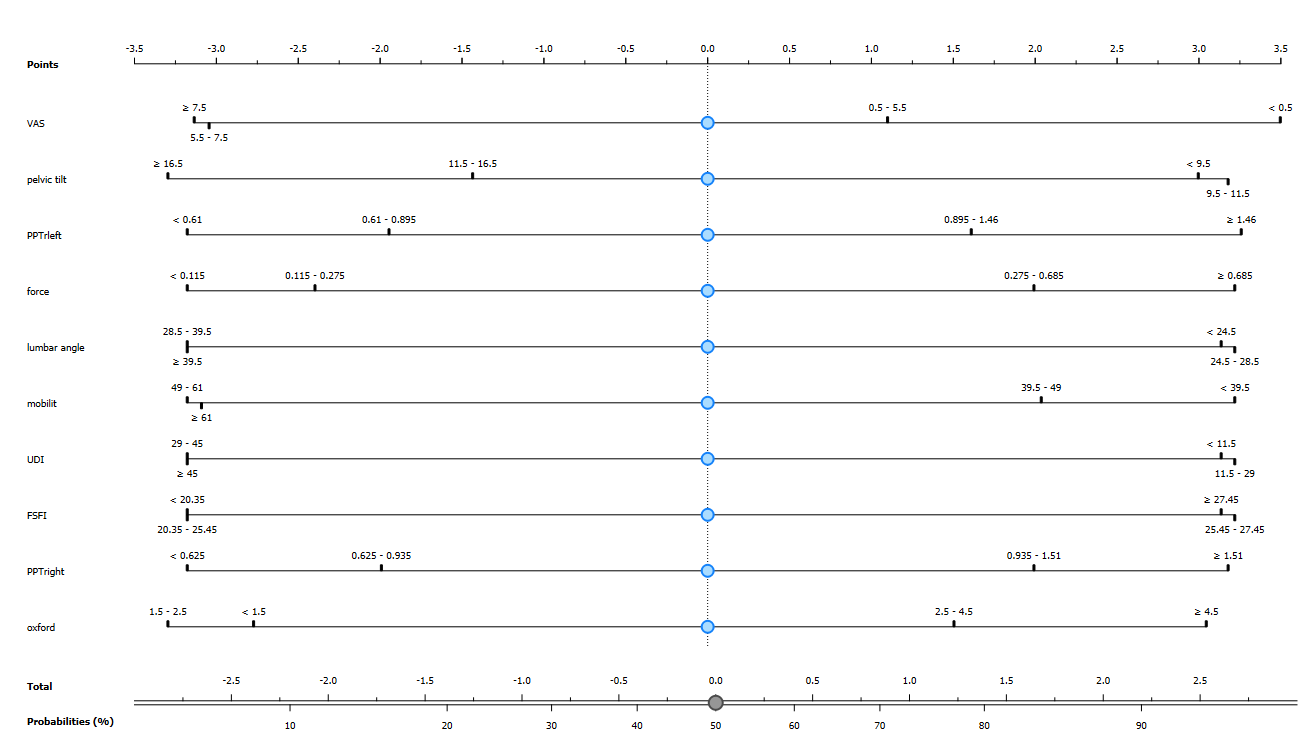 -3.5 -3.0 -2.5 -2.0 -1.5 -1.0 -0.5 0.0 0.5 1.0 1.5 2.0 2.5 3.0 3.5
Points
≥ 7.5 0.5 - 5.5 < 0.5
VAS
5.5 - 7.5
≥ 16.5 11.5 - 16.5 < 9.5
pelvic tilt
9.5 - 11.5
< 0.61 0.61 - 0.895 0.895 - 1.46 ≥ 1.46
PPTrleft
< 0.115 0.115 - 0.275 0.275 - 0.685 ≥ 0.685
force
28.5 - 39.5 < 24.5
lumbar angle
≥ 39.5 24.5 - 28.5
49 - 61 39.5 - 49 < 39.5
mobilit
≥ 61
29 - 45 < 11.5
UDI
≥ 45 11.5 - 29
< 20.35 ≥ 27.45
FSFI
20.35 - 25.45 25.45 - 27.45
< 0.625 0.625 - 0.935 0.935 - 1.51 ≥ 1.51
PPTright
1.5 - 2.5 < 1.5 2.5 - 4.5 ≥ 4.5
oxford
-2.5 -2.0 -1.5 -1.0 -0.5 0.0 0.5 1.0 1.5 2.0 2.5
Total
Probabilities (%)
10 20 30 40 50 60 70 80 90